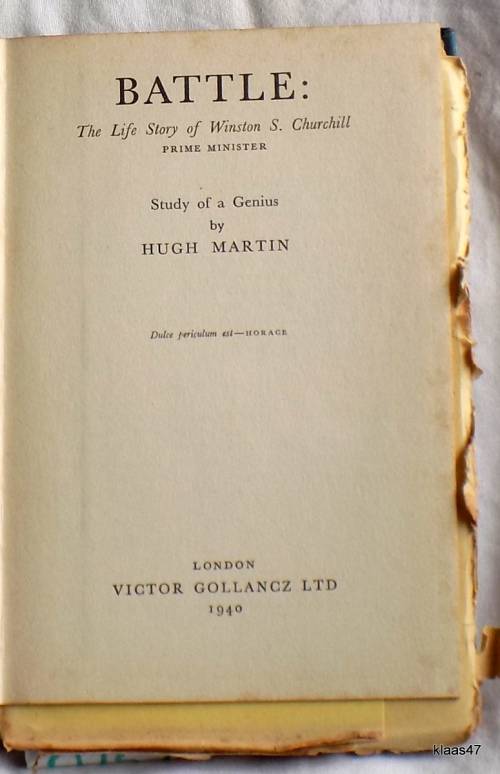 BATTLE:
The Life Story of Winston S. Churchill
PRIME MINISTER
Study of a Genius
by
HUGH MARTIN
Dulce periculum est—HORACE
LONDON
VICTOR GOLLANCZ LTD
1940
klaas47